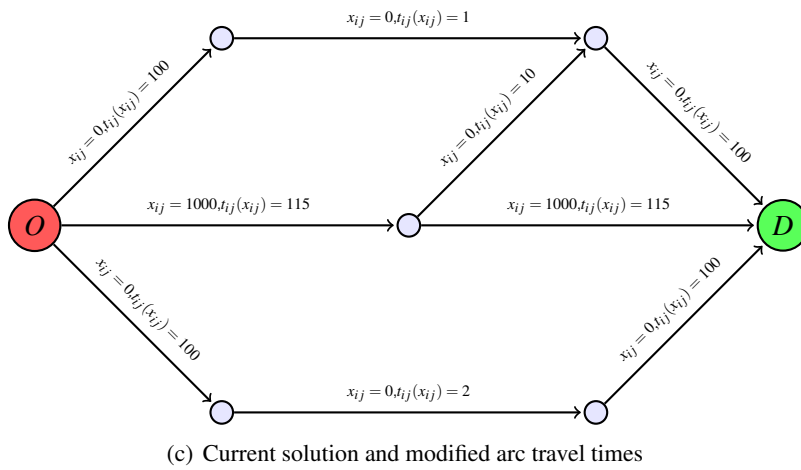 x_{ij} = 0,t_{ij}(x_{ij}) = 1
x_{ij} = 0,t_{ij}(x_{ij}) = 100
x_{ij} = 0,t_{ij}(x_{ij}) = 10
x_{ij} = 0,t_{ij}(x_{ij}) = 100
x_{ij} = 1000,t_{ij}(x_{ij}) = 115
x_{ij} = 1000,t_{ij}(x_{ij}) = 115
O
D
x_{ij} = 0,t_{ij}(x_{ij}) = 100
x_{ij} = 0,t_{ij}(x_{ij}) = 100
x_{ij} = 0,t_{ij}(x_{ij}) = 2
(c) Current solution and modified arc travel times